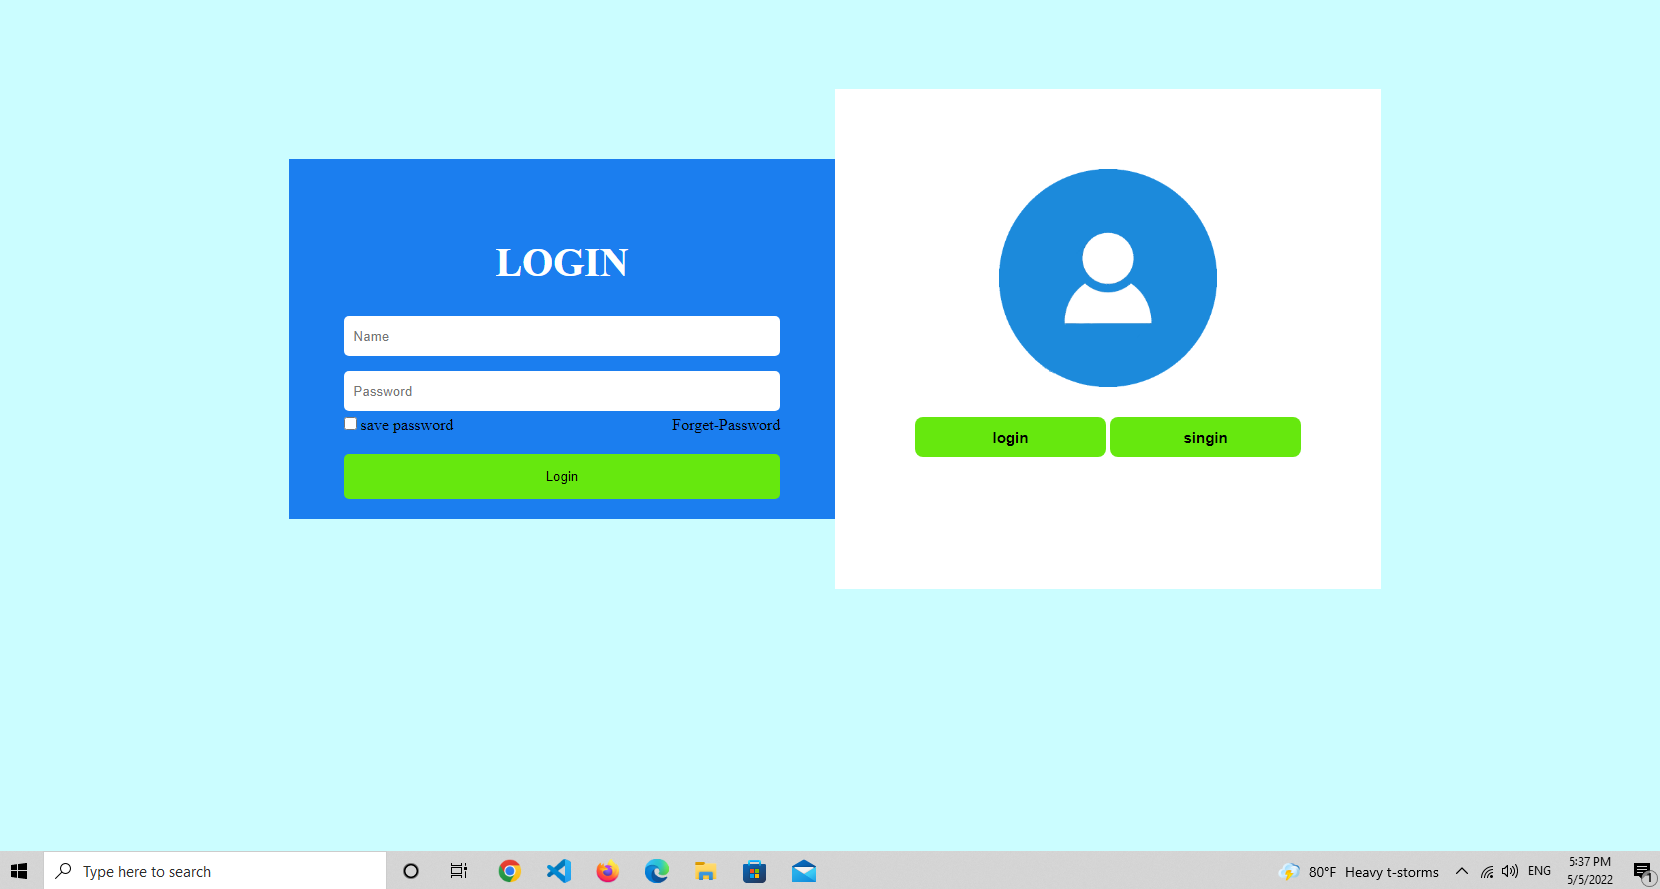 LOGIN
Name
Password
save password Forget-Password
Login
login singin
Type here to search
80°F Heavy t-storms
ENG
5:37 PM
5/5/2022
1